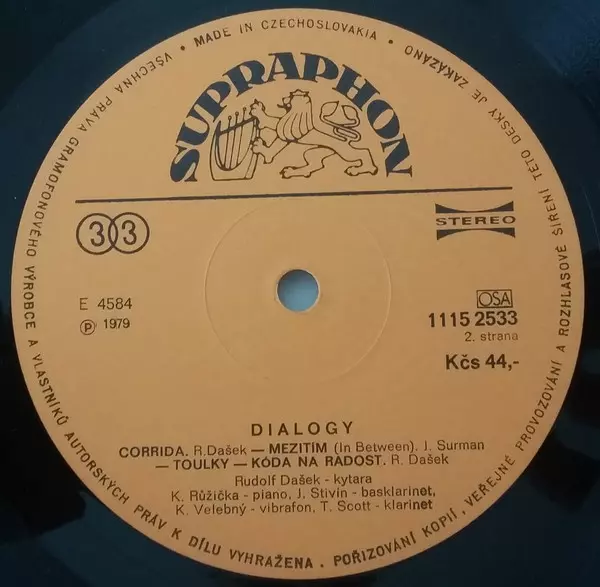 VŠECHNA PRÁVA GRAMOFONOVÉHO VÝROBCE A VLASTNÍKŮ AUTORSKÝCH PRÁV K DÍLU VYHRAŽENA. POŘIZOVÁNÍ KOPIÍ, VEŘEJNÉ PROVOZOVÁNÍ A ROZHLASOVÉ ŠÍŘENÍ TÉTO DESKY JE ZAKÁZÁNO • MADE IN CZECHOSLOVAKIA •
SUPRAPHON
33
STEREO
E 4584
℗ 1979
OSA
1115 2533
2. strana
Kčs 44,-
DIALOGY
CORRIDA. R. Dašek — MEZITÍM (In Between). J. Surman
— TOULKY — KÓDA NA RADOST. R. Dašek
Rudolf Dašek - kytara
K. Růžička - piano, J. Stivin - basklarinet,
K. Velebný - vibrafon, T. Scott - klarinet